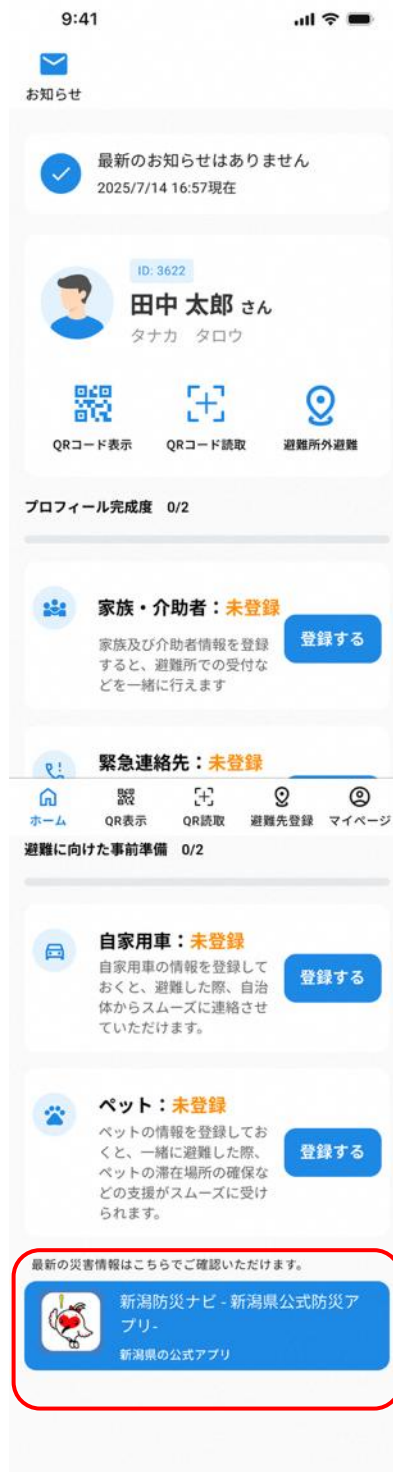 9:41
お知らせ
最新のお知らせはありません
2025/7/14 16:57現在
ID: 3622
田中 太郎 さん
タナカ　タロウ
QRコード表示
QRコード読取
避難所外避難
プロフィール完成度 0/2
家族・介助者：未登録
家族及び介助者情報を登録
すると、避難所での受付な
どを一緒に行えます
登録する
緊急連絡先：未登録
ホーム
QR表示
QR読取
避難先登録
マイページ
避難に向けた事前準備 0/2
自家用車：未登録
自家用車の情報を登録して
おくと、避難した際、自治
体からスムーズに連絡させ
ていただけます。
登録する
ペット：未登録
ペットの情報を登録してお
くと、一緒に避難した際、
ペットの滞在場所の確保な
どの支援がスムーズに受け
られます。
登録する
最新の災害情報はこちらでご確認いただけます。
新潟防災ナビ - 新潟県公式防災ア
プリ-
新潟県の公式アプリ